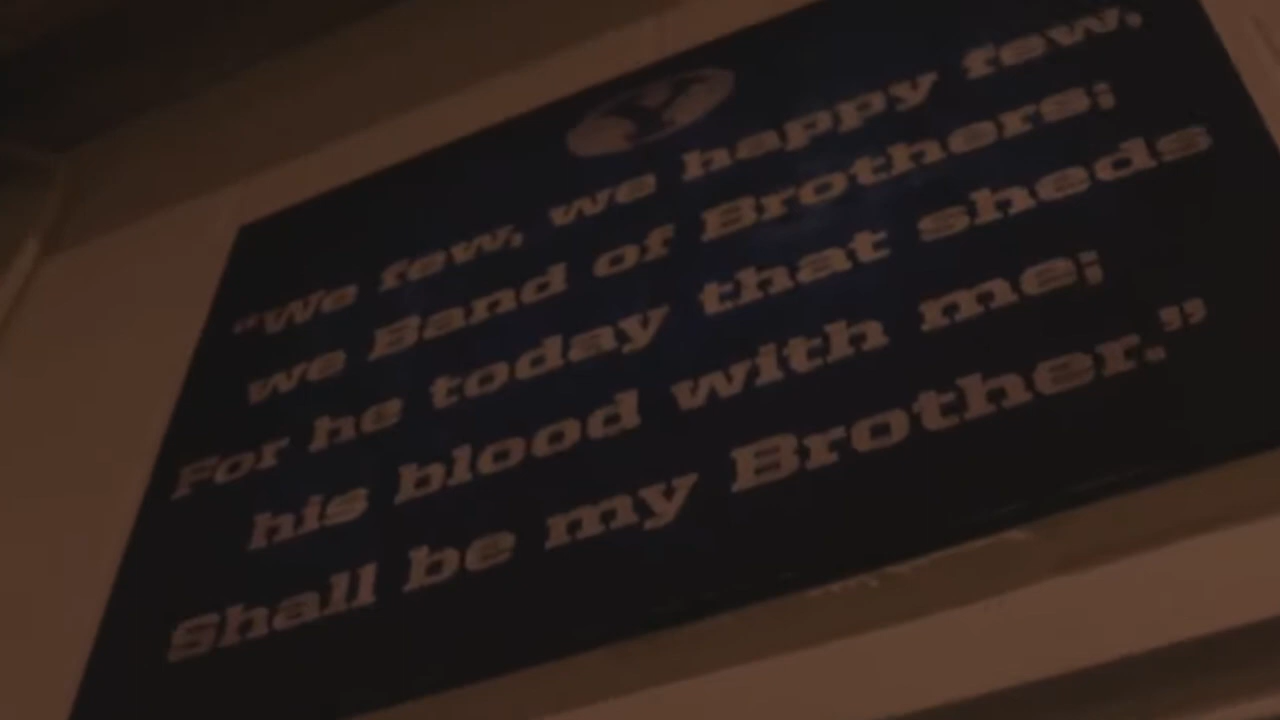 Y
“We few, we happy few,
we Band of Brothers;
For he today that sheds
his blood with me;
Shall be my Brother.”